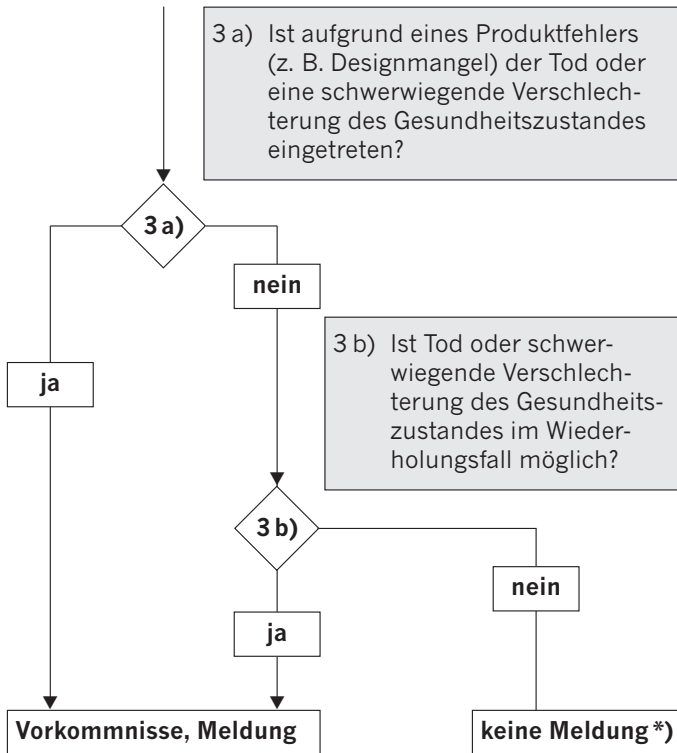 3 a) Ist aufgrund eines Produktfehlers
(z. B. Designmangel) der Tod oder
eine schwerwiegende Verschlech-
terung des Gesundheitszustandes
eingetreten?
3 a)
nein
3 b) Ist Tod oder schwer-
wiegende Verschlech-
terung des Gesundheits-
zustandes im Wieder-
holungsfall möglich?
ja
3 b)
nein
ja
Vorkommnisse, Meldung
keine Meldung *)